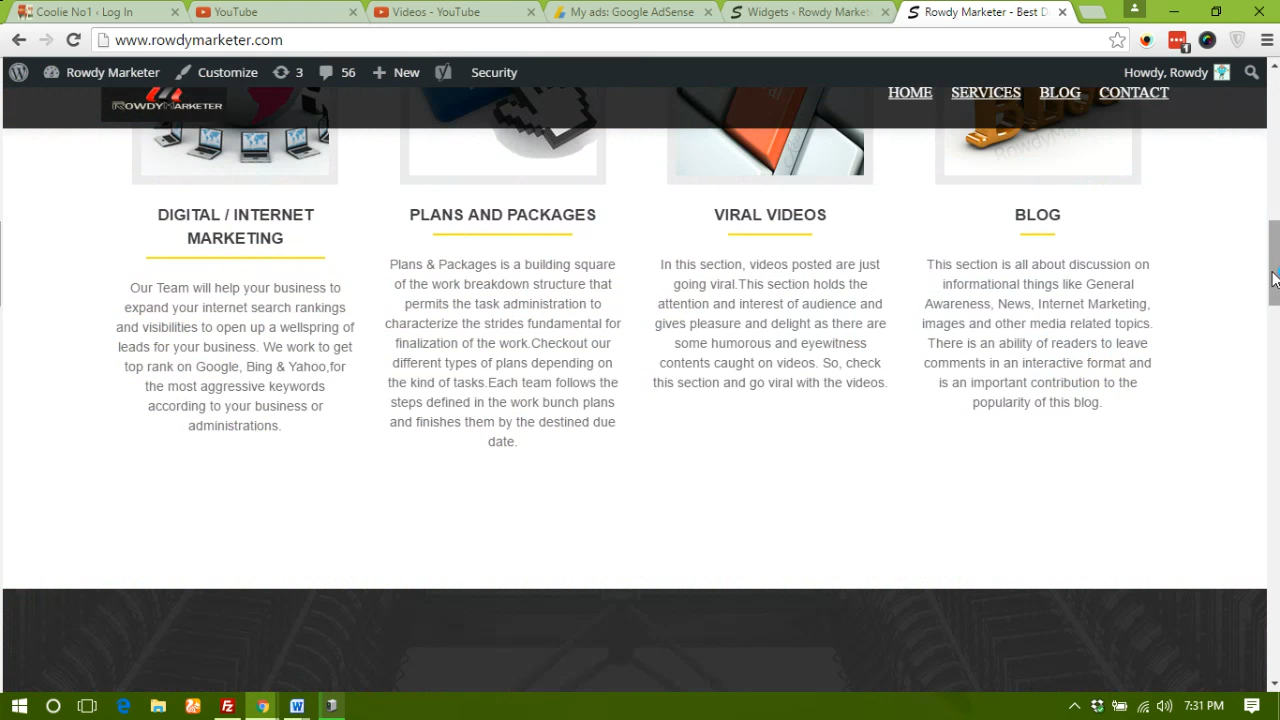 Coolie No1 ‹ Log In
YouTube
Videos - YouTube
My ads: Google AdSense
Widgets ‹ Rowdy Market
Rowdy Marketer - Best D
www.rowdymarketer.com
1
Rowdy Marketer
Customize
3
56
New
Security
Howdy, Rowdy
ROWDYMARKETER
HOME
SERVICES
BLOG
CONTACT
DIGITAL / INTERNET
MARKETING
Our Team will help your business to
expand your internet search rankings
and visibilities to open up a wellspring of
leads for your business. We work to get
top rank on Google, Bing & Yahoo,for
the most aggressive keywords
according to your business or
administrations.
PLANS AND PACKAGES
Plans & Packages is a building square
of the work breakdown structure that
permits the task administration to
characterize the strides fundamental for
finalization of the work.Checkout our
different types of plans depending on
the kind of tasks.Each team follows the
steps defined in the work bunch plans
and finishes them by the destined due
date.
VIRAL VIDEOS
In this section, videos posted are just
going viral.This section holds the
attention and interest of audience and
gives pleasure and delight as there are
some humorous and eyewitness
contents caught on videos. So, check
this section and go viral with the videos.
BLOG
This section is all about discussion on
informational things like General
Awareness, News, Internet Marketing,
images and other media related topics.
There is an ability of readers to leave
comments in an interactive format and
is an important contribution to the
popularity of this blog.
7:31 PM